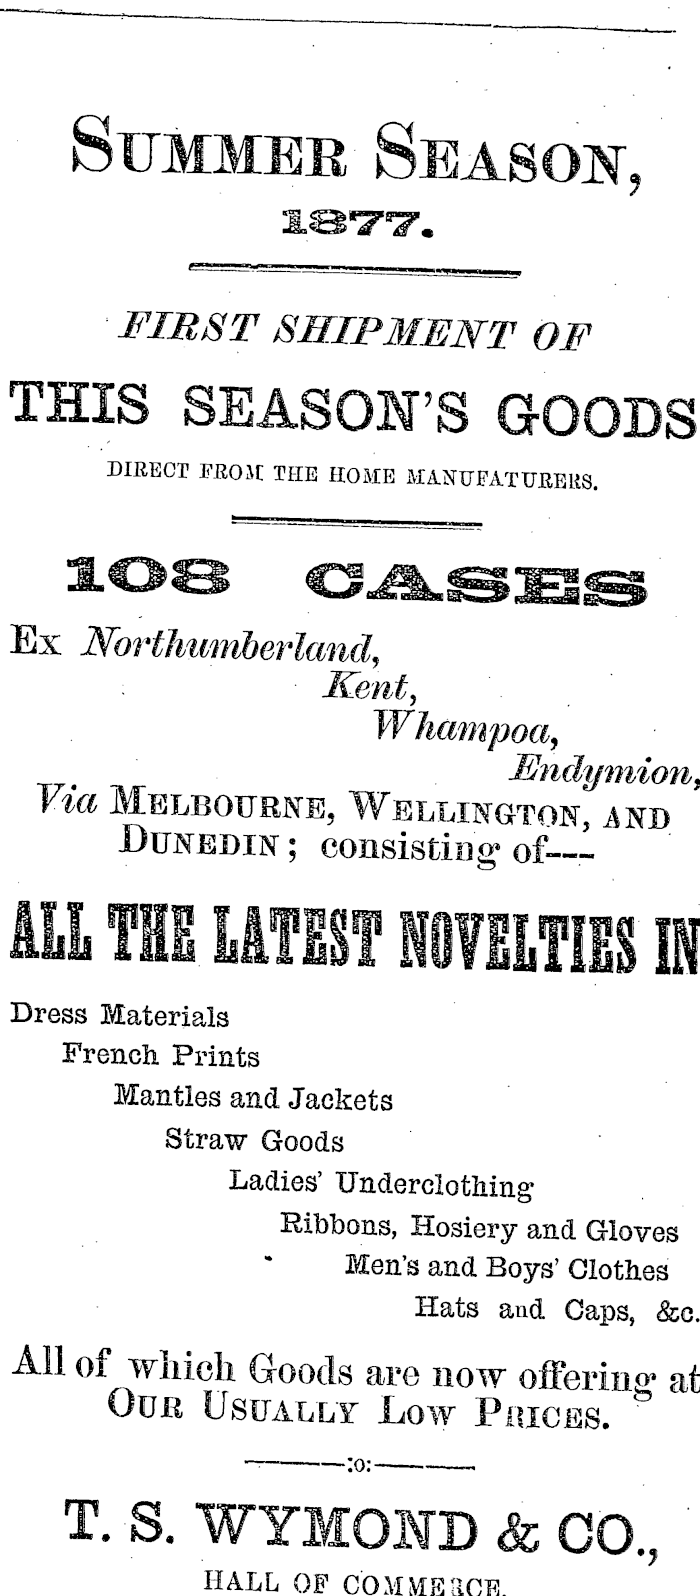 SUMMER SEASON,
1877.
FIRST SHIPMENT OF
THIS SEASON'S GOODS
DIRECT FROM THE HOME MANUFATURERS.
108 CASES
Ex Northumberland,
Kent,
Whampoa,
Endymion,
Via MELBOURNE, WELLINGTON, AND
DUNEDIN; consisting of---
ALL THE LATEST NOVELTIES IN
Dress Materials
French Prints
Mantles and Jackets
Straw Goods
Ladies' Underclothing
Ribbons, Hosiery and Gloves
Men's and Boys' Clothes
Hats and Caps, &c.
All of which Goods are now offering at
OUR USUALLY LOW PRICES.
:o:
T. S. WYMOND & CO.,
HALL OF COMMERCE.